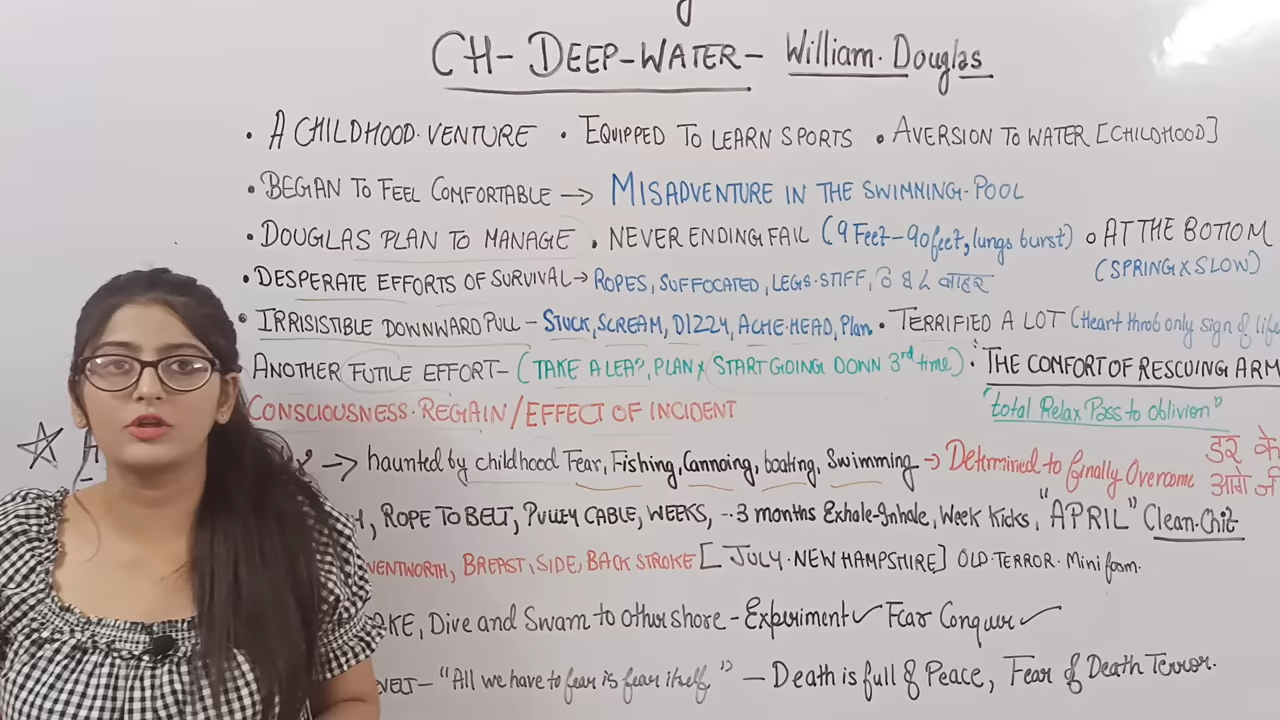 CH- DEEP-WATER- William. Douglas
• A CHILDHOOD. VENTURE • EQUIPPED TO LEARN SPORTS • AVERSION TO WATER [CHILDHOOD]
• BEGAN TO FEEL COMFORTABLE → MISADVENTURE IN THE SWIMMING-POOL
• DOUGLAS PLAN TO MANAGE • NEVER ENDING FAIL (9 Feet-90 feet, lungs burst) • AT THE BOTTOM
(SPRING X SLOW)
• DESPERATE EFFORTS OF SURVIVAL → ROPES, SUFFOCATED, LEGS-STIFF, बाहर
• IRRISISTIBLE DOWNWARD PULL - STUCK, SCREAM, DIZZY, ACHE-HEAD, Plan • TERRIFIED A LOT (Heart throb only sign of life
ANOTHER FUTILE EFFORT- (TAKE A LEAP, PLAN X START GOING DOWN 3rd time) • THE COMFORT OF RESCUING ARM
"total Relax Pass to oblivion"
CONSCIOUSNESS-REGAIN/EFFECT OF INCIDENT
→ haunted by childhood Fear, Fishing, Cannoing, boating, Swimming → Determined to finally Overcome डर के
आगे
, ROPE TO BELT, PULLEY CABLE, WEEKS, -- 3 months Exhale-Inhale, Week Kicks, "APRIL" Clean-Chit
WENTWORTH, BREAST, SIDE, BACK STROKE [JULY-NEW HAMPSHIRE] OLD-TERROR-Mini form.
KE, Dive and Swam to other shore - Experiment ✓ Fear Conquer ✓
VELT- "All we have to fear is fear itself" — Death is full of Peace, Fear of Death Terror.